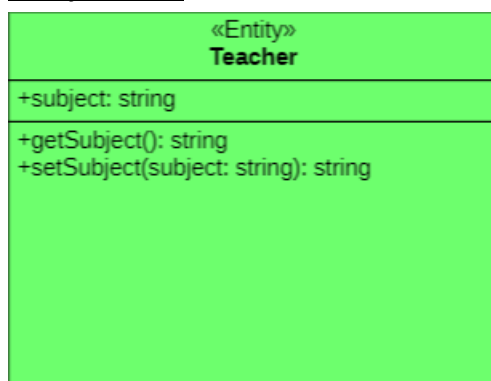 «Entity»
Teacher
+subject: string
+getSubject(): string
+setSubject(subject: string): string